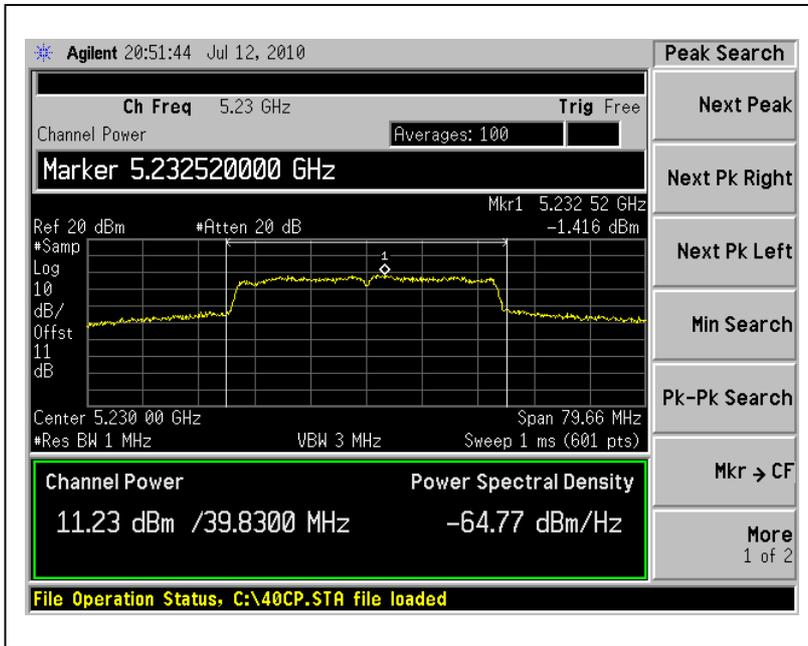 Agilent 20:51:44 Jul 12, 2010
Peak Search
Ch Freq 5.23 GHz Trig Free
Channel Power Averages: 100
Marker 5.232520000 GHz
Mkr1 5.232 52 GHz
Ref 20 dBm #Atten 20 dB -1.416 dBm
#Samp
Log
10
dB/
Offst
11
dB
1
Center 5.230 00 GHz Span 79.66 MHz
#Res BW 1 MHz VBW 3 MHz Sweep 1 ms (601 pts)
Channel Power Power Spectral Density
11.23 dBm /39.8300 MHz -64.77 dBm/Hz
File Operation Status, C:\40CP.STA file loaded
Next Peak
Next Pk Right
Next Pk Left
Min Search
Pk-Pk Search
Mkr → CF
More
1 of 2